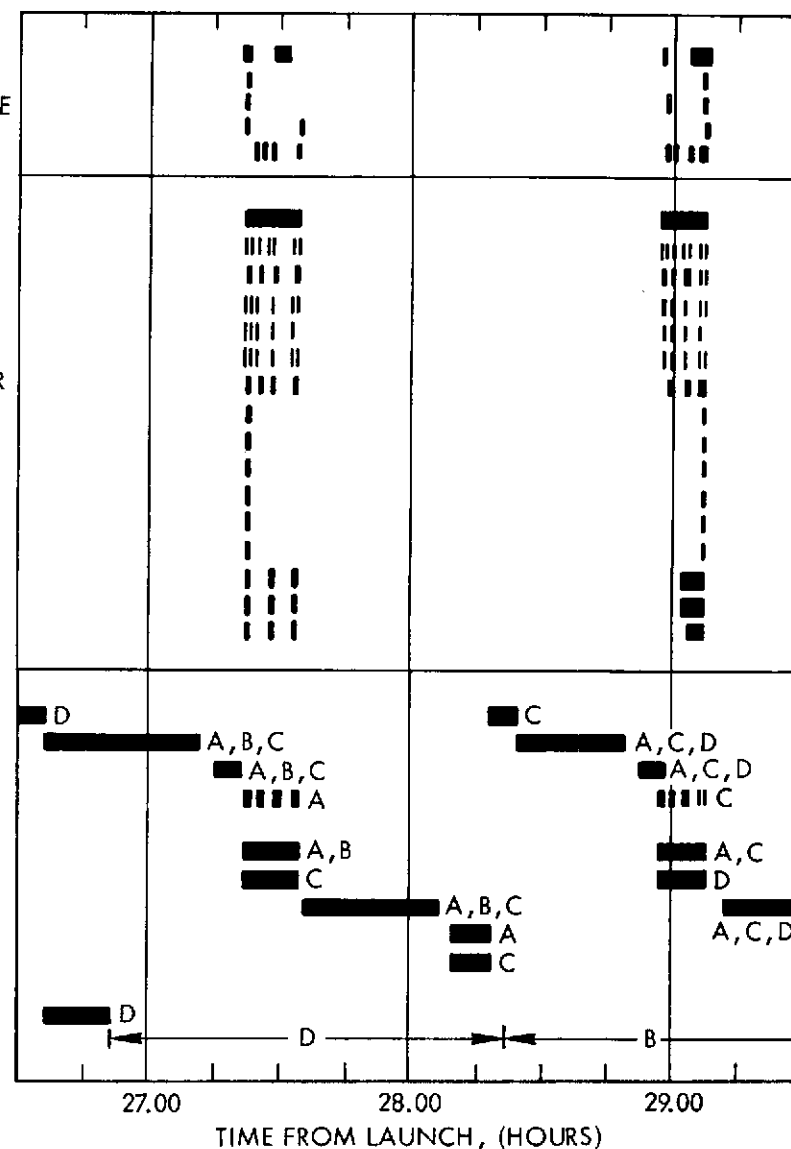 E
R
D
C
A, B, C
A, C, D
A, B, C
A, C, D
A
C
A, B
A, C
C
D
A, B, C
A, C, D
A
C
D
D
B
27.00 28.00 29.00
TIME FROM LAUNCH, (HOURS)